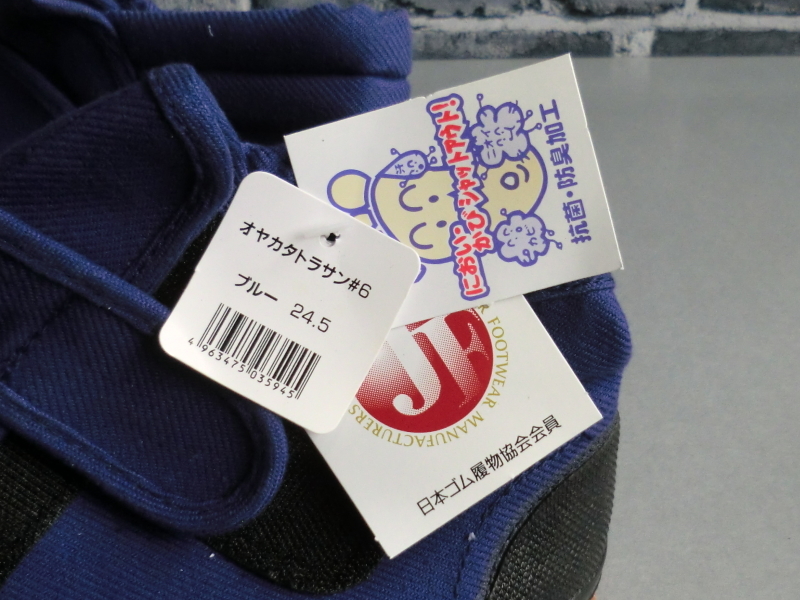 オヤカタトラサン#6
ブルー 24.5
4963475035945
におい・かびシャットアウト!
抗菌・防臭加工
JF
R FOOTWEAR MANUFACTURERS
日本ゴム履物協会会員